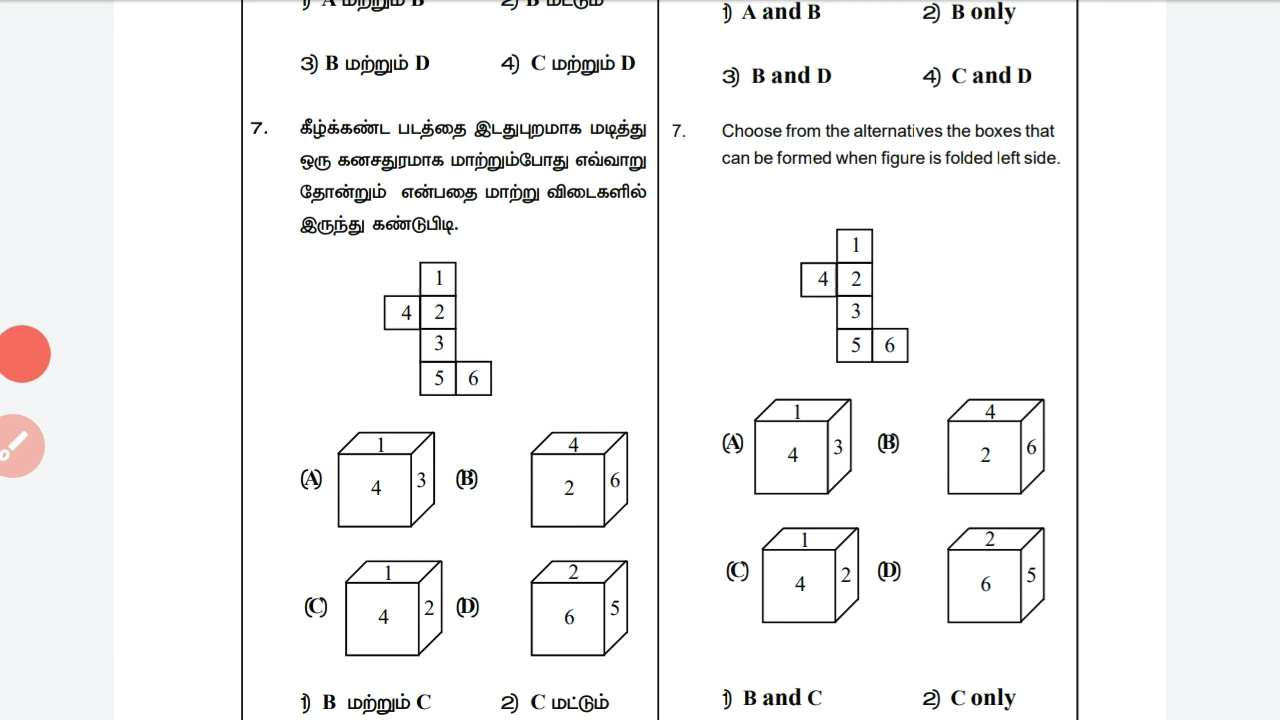 3) B மற்றும் D 4) C மற்றும் D
7. கீழ்க்கண்ட படத்தை இடதுபுறமாக மடித்து
ஒரு கனசதுரமாக மாற்றும்போது எவ்வாறு
தோன்றும் என்பதை மாற்று விடைகளில்
இருந்து கண்டுபிடி.
1
4 2
3
5 6
1 4
(A) 4 3 (B) 2 6
1 2
(C) 4 2 (D) 6 5
1) B மற்றும் C 2) C மட்டும்
1) A and B 2) B only
3) B and D 4) C and D
7. Choose from the alternatives the boxes that
can be formed when figure is folded left side.
1
4 2
3
5 6
1 4
(A) 4 3 (B) 2 6
1 2
(C) 4 2 (D) 6 5
1) B and C 2) C only